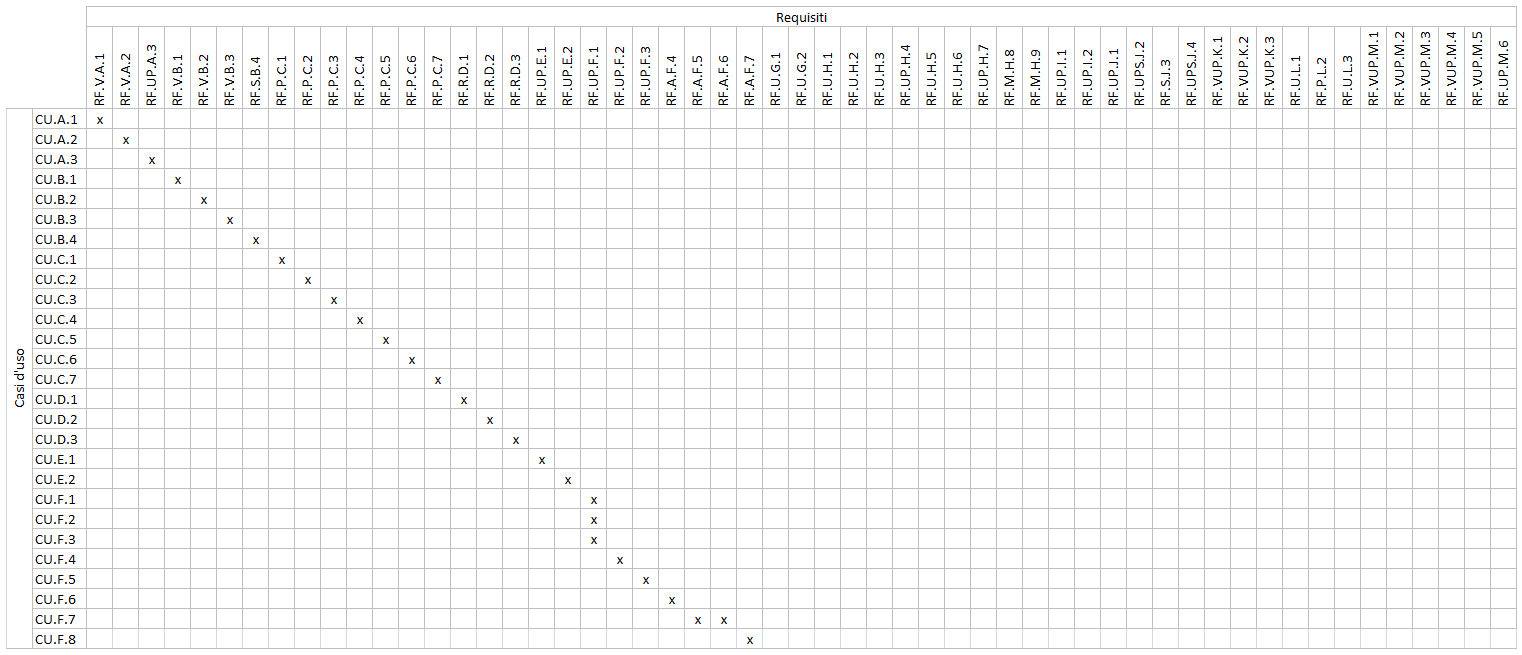 Requisiti
RF.V.A.1 RF.V.A.2 RF.UP.A.3 RF.V.B.1 RF.V.B.2 RF.V.B.3 RF.S.B.4 RF.P.C.1 RF.P.C.2 RF.P.C.3 RF.P.C.4 RF.P.C.5 RF.P.C.6 RF.P.C.7 RF.R.D.1 RF.R.D.2 RF.R.D.3 RF.UP.E.1 RF.UP.E.2 RF.UP.F.1 RF.UP.F.2 RF.UP.F.3 RF.A.F.4 RF.A.F.5 RF.A.F.6 RF.A.F.7 RF.U.G.1 RF.U.G.2 RF.U.H.1 RF.U.H.2 RF.U.H.3 RF.UP.H.4 RF.U.H.5 RF.U.H.6 RF.UP.H.7 RF.M.H.8 RF.M.H.9 RF.UP.I.1 RF.UP.I.2 RF.UP.J.1 RF.UPS.J.2 RF.S.J.3 RF.UPS.J.4 RF.VUP.K.1 RF.VUP.K.2 RF.VUP.K.3 RF.U.L.1 RF.P.L.2 RF.U.L.3 RF.VUP.M.1 RF.VUP.M.2 RF.VUP.M.3 RF.VUP.M.4 RF.VUP.M.5 RF.UP.M.6
Casi d'uso
CU.A.1 x
CU.A.2 x
CU.A.3 x
CU.B.1 x
CU.B.2 x
CU.B.3 x
CU.B.4 x
CU.C.1 x
CU.C.2 x
CU.C.3 x
CU.C.4 x
CU.C.5 x
CU.C.6 x
CU.C.7 x
CU.D.1 x
CU.D.2 x
CU.D.3 x
CU.E.1 x
CU.E.2 x
CU.F.1 x
CU.F.2 x
CU.F.3 x
CU.F.4 x
CU.F.5 x
CU.F.6 x
CU.F.7 x x
CU.F.8 x